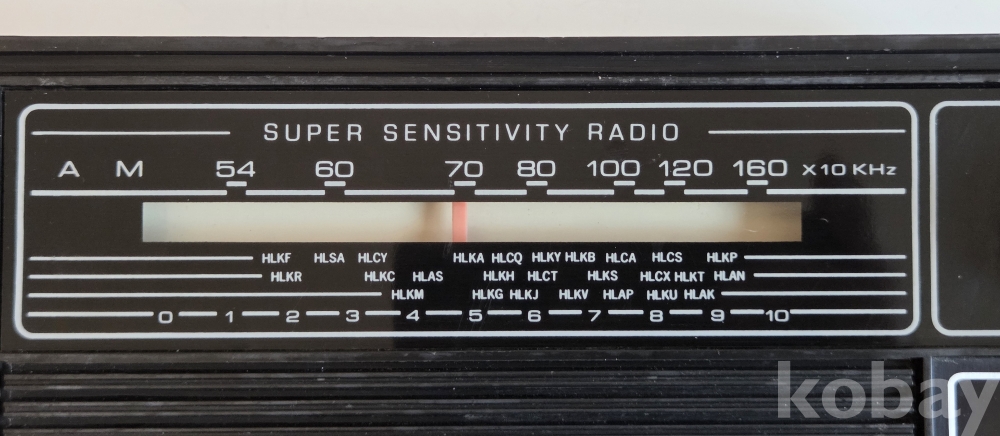 SUPER SENSITIVITY RADIO
A M 54 60 70 80 100 120 160 X10 KHz
HLKF HLSA HLCY HLKA HLCQ HLKY HLKB HLCA HLCS HLKP
HLKR HLKC HLAS HLKH HLCT HLKS HLCX HLKT HLAN
HLKM HLKG HLKJ HLKV HLAP HLKU HLAK
0 1 2 3 4 5 6 7 8 9 10
kobay